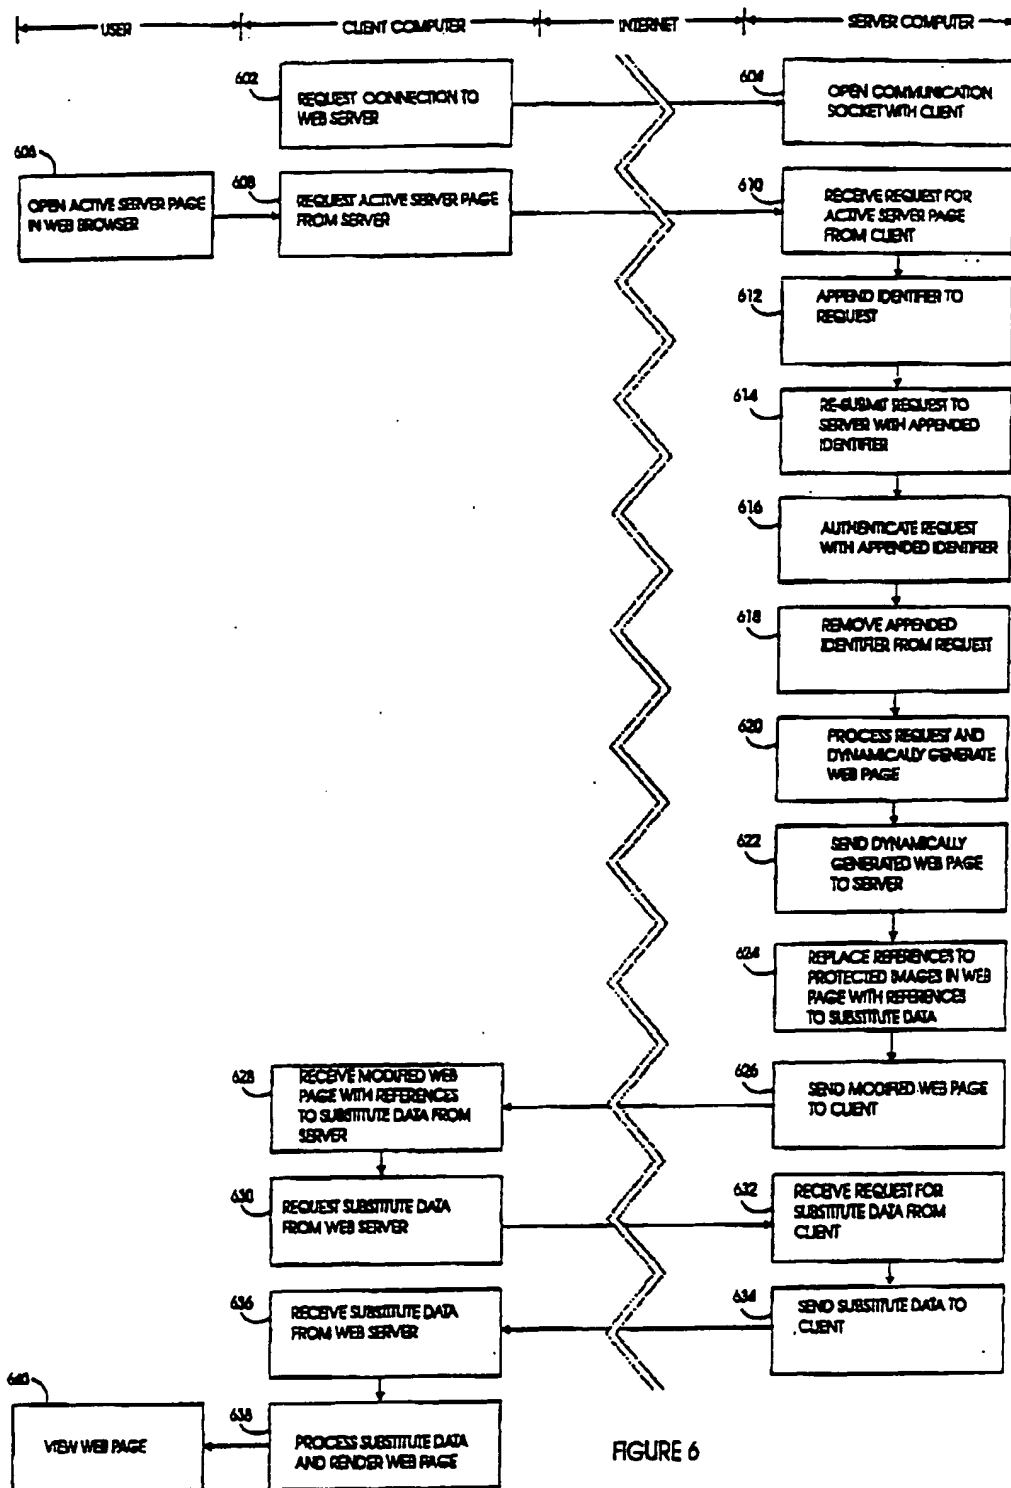 USER CLIENT COMPUTER INTERNET SERVER COMPUTER
602
REQUEST CONNECTION TO
WEB SERVER
604
OPEN COMMUNICATION
SOCKET WITH CLIENT
606
OPEN ACTIVE SERVER PAGE
IN WEB BROWSER
608
REQUEST ACTIVE SERVER PAGE
FROM SERVER
610
RECEIVE REQUEST FOR
ACTIVE SERVER PAGE
FROM CLIENT
612
APPEND IDENTIFIER TO
REQUEST
614
RE-SUBMIT REQUEST TO
SERVER WITH APPENDED
IDENTIFIER
616
AUTHENTICATE REQUEST
WITH APPENDED IDENTIFIER
618
REMOVE APPENDED
IDENTIFIER FROM REQUEST
620
PROCESS REQUEST AND
DYNAMICALLY GENERATE
WEB PAGE
622
SEND DYNAMICALLY
GENERATED WEB PAGE
TO SERVER
624
REPLACE REFERENCES TO
PROTECTED IMAGES IN WEB
PAGE WITH REFERENCES
TO SUBSTITUTE DATA
626
SEND MODIFIED WEB PAGE
TO CLIENT
628
RECEIVE MODIFIED WEB
PAGE WITH REFERENCES
TO SUBSTITUTE DATA FROM
SERVER
630
REQUEST SUBSTITUTE DATA
FROM WEB SERVER
632
RECEIVE REQUEST FOR
SUBSTITUTE DATA FROM
CLIENT
634
SEND SUBSTITUTE DATA TO
CLIENT
636
RECEIVE SUBSTITUTE DATA
FROM WEB SERVER
638
PROCESS SUBSTITUTE DATA
AND RENDER WEB PAGE
640
VIEW WEB PAGE
FIGURE 6